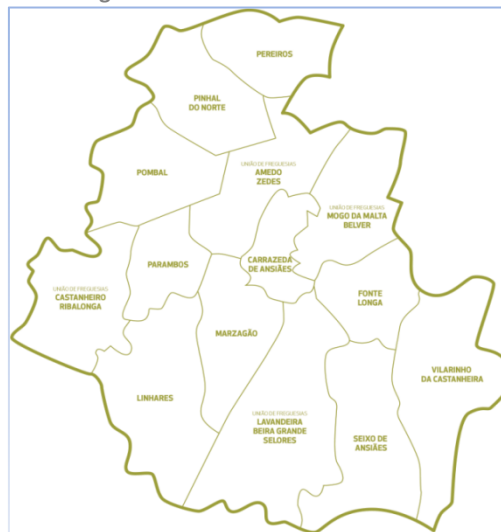 PEREIROS
PINHAL
DO NORTE
POMBAL
UNIÃO DE FREGUESIAS
AMEDO
ZEDES
UNIÃO DE FREGUESIAS
MOGO DA MALTA
BELVER
PARAMBOS
CARRAZEDA
DE ANSIÃES
UNIÃO DE FREGUESIAS
CASTANHEIRO
RIBALONGA
FONTE
LONGA
MARZAGÃO
VILARINHO
DA CASTANHEIRA
LINHARES
UNIÃO DE FREGUESIAS
LAVANDEIRA
BEIRA GRANDE
SELORES
SEIXO DE
ANSIÃES